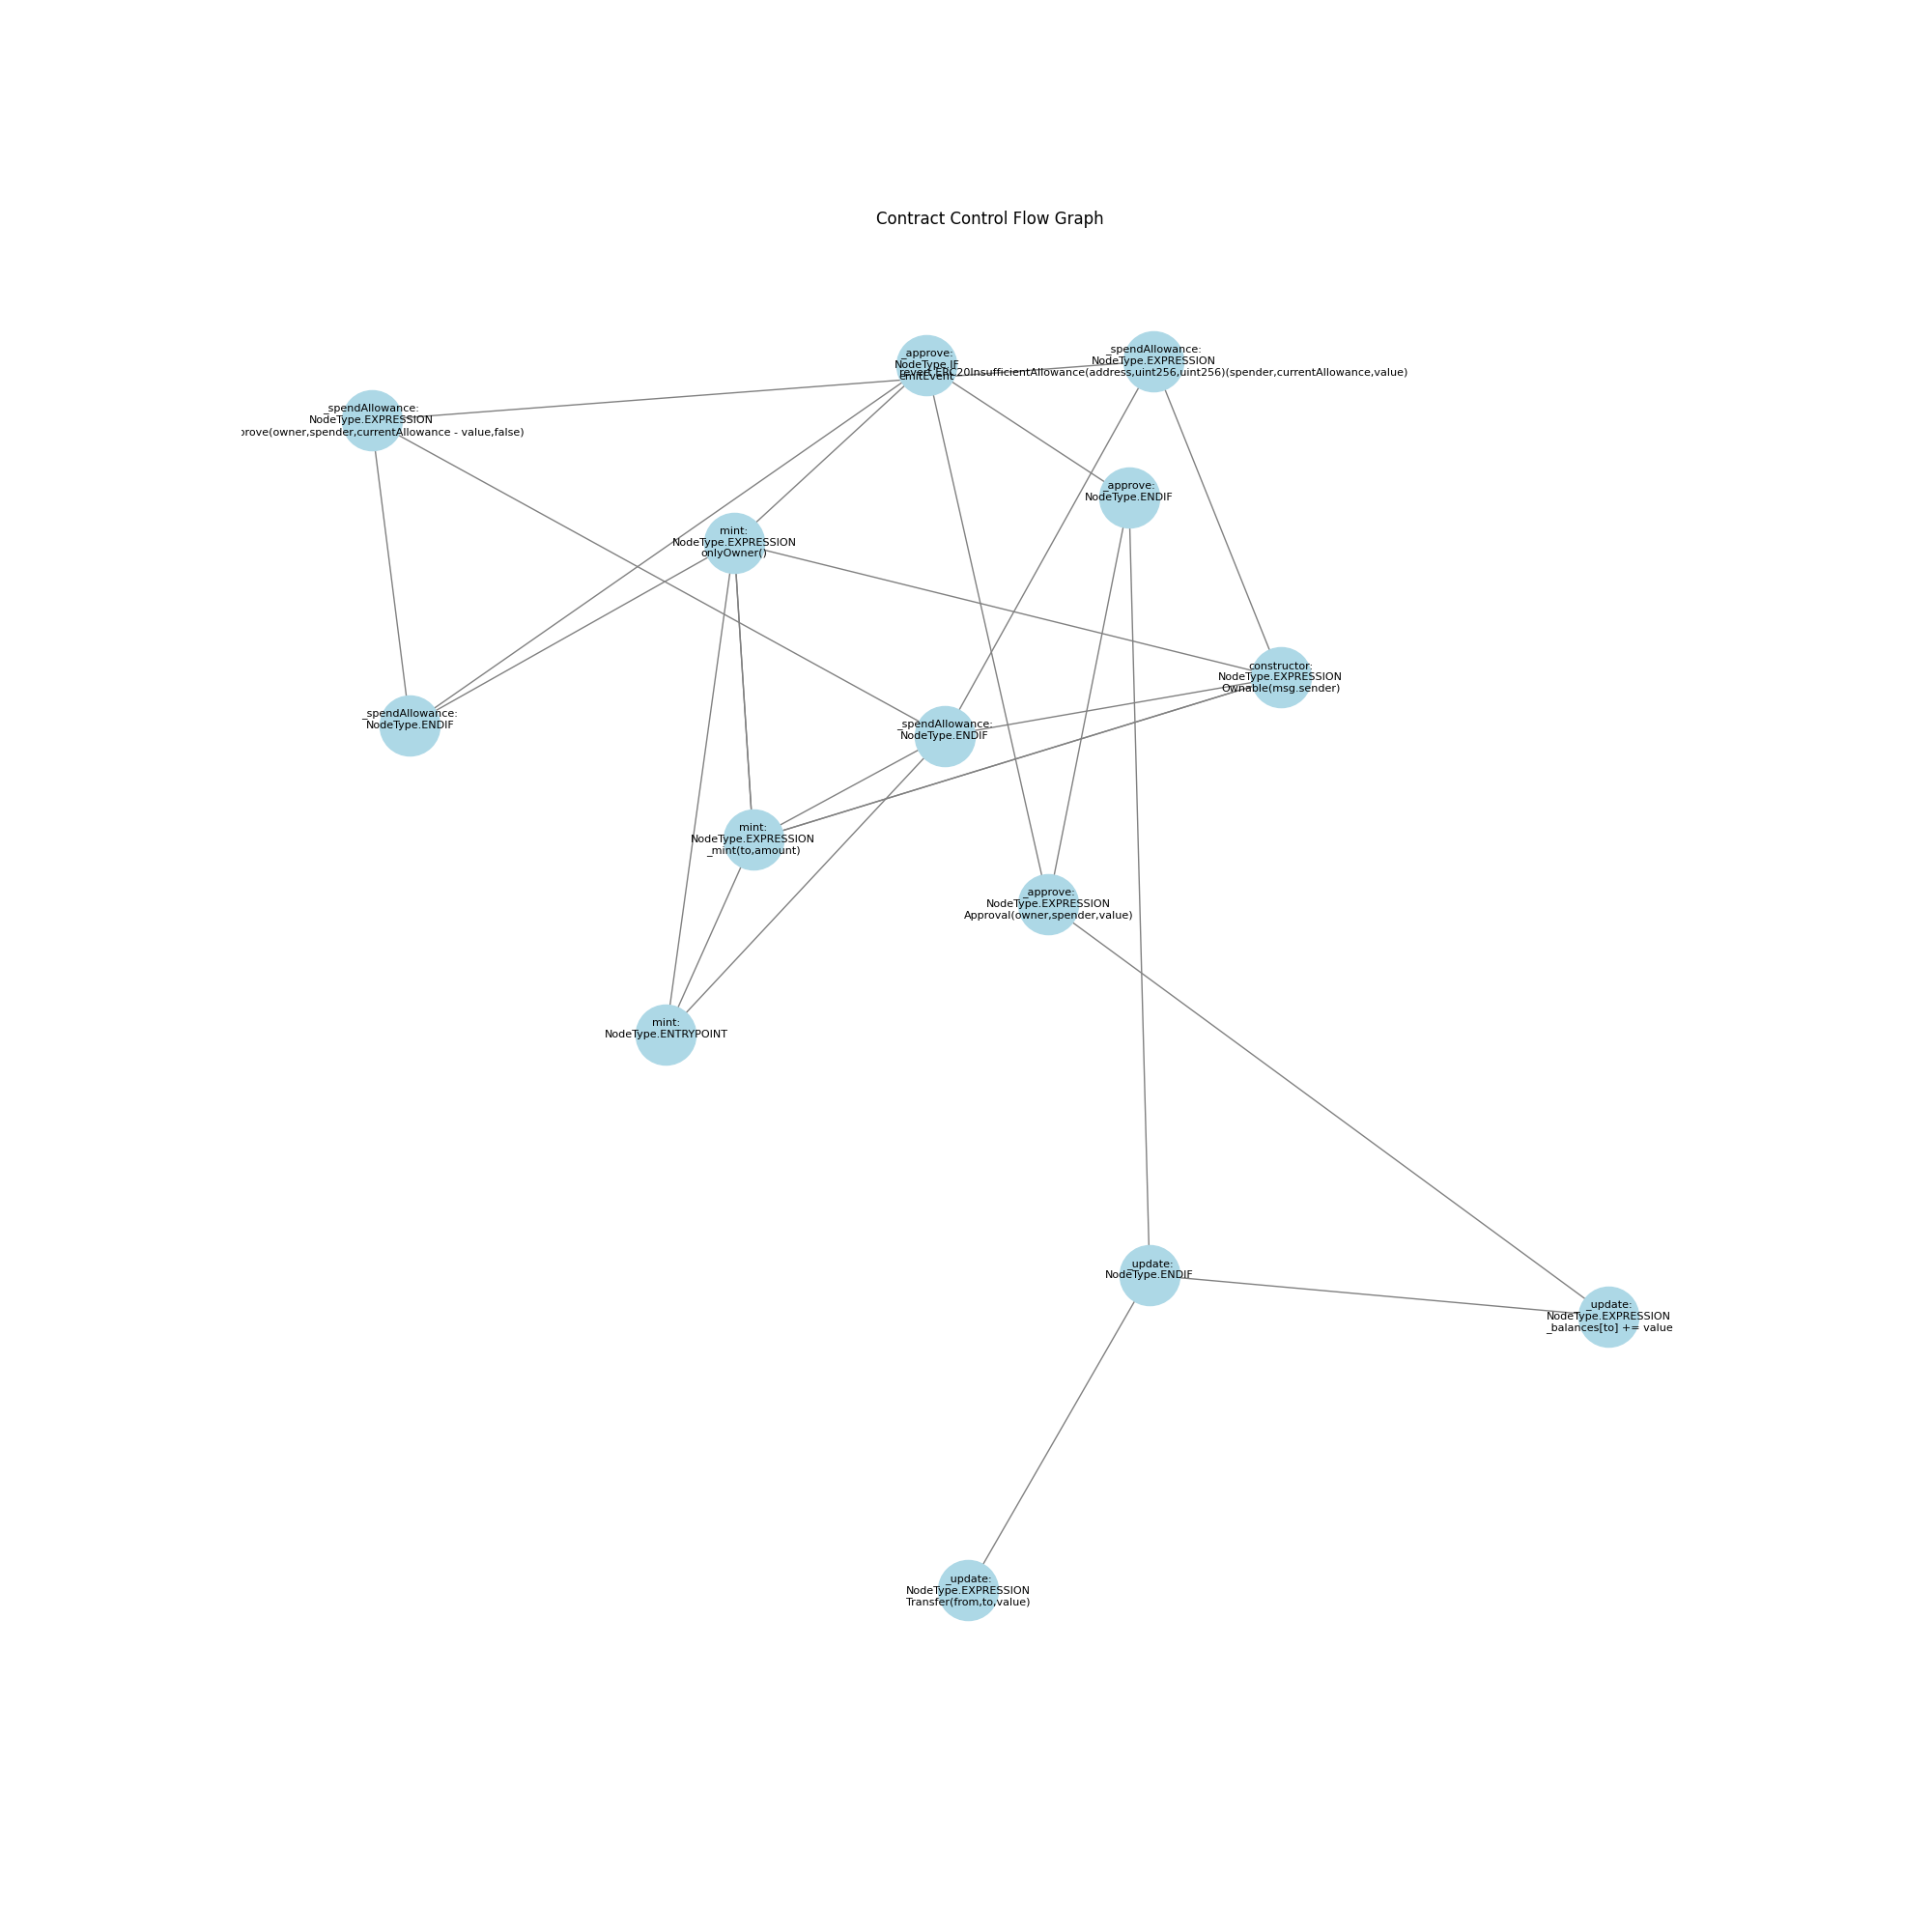 Contract Control Flow Graph
_approve:
NodeType.IF
emitEvent
_spendAllowance:
NodeType.EXPRESSION
revert ERC20InsufficientAllowance(address,uint256,uint256)(spender,currentAllowance,value)
_spendAllowance:
NodeType.EXPRESSION
prove(owner,spender,currentAllowance - value,false)
_approve:
NodeType.ENDIF
mint:
NodeType.EXPRESSION
onlyOwner()
constructor:
NodeType.EXPRESSION
Ownable(msg.sender)
_spendAllowance:
NodeType.ENDIF
_spendAllowance:
NodeType.ENDIF
mint:
NodeType.EXPRESSION
_mint(to,amount)
_approve:
NodeType.EXPRESSION
Approval(owner,spender,value)
mint:
NodeType.ENTRYPOINT
_update:
NodeType.ENDIF
_update:
NodeType.EXPRESSION
_balances[to] += value
_update:
NodeType.EXPRESSION
Transfer(from,to,value)